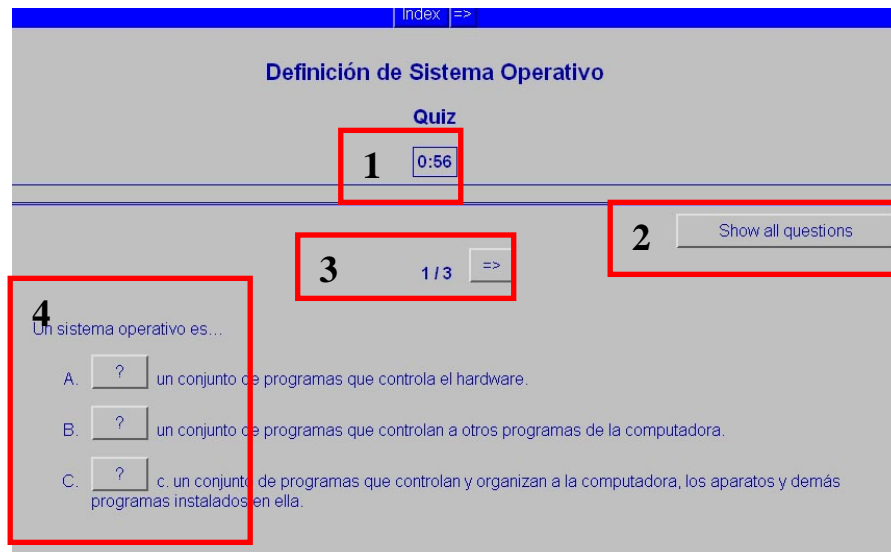 Index =>
Definición de Sistema Operativo
Quiz
1 0:56
2 Show all questions
3 1 / 3 =>
4
Un sistema operativo es...
A. ? un conjunto de programas que controla el hardware.
B. ? un conjunto de programas que controlan a otros programas de la computadora.
C. ? c. un conjunto de programas que controlan y organizan a la computadora, los aparatos y demás
programas instalados en ella.